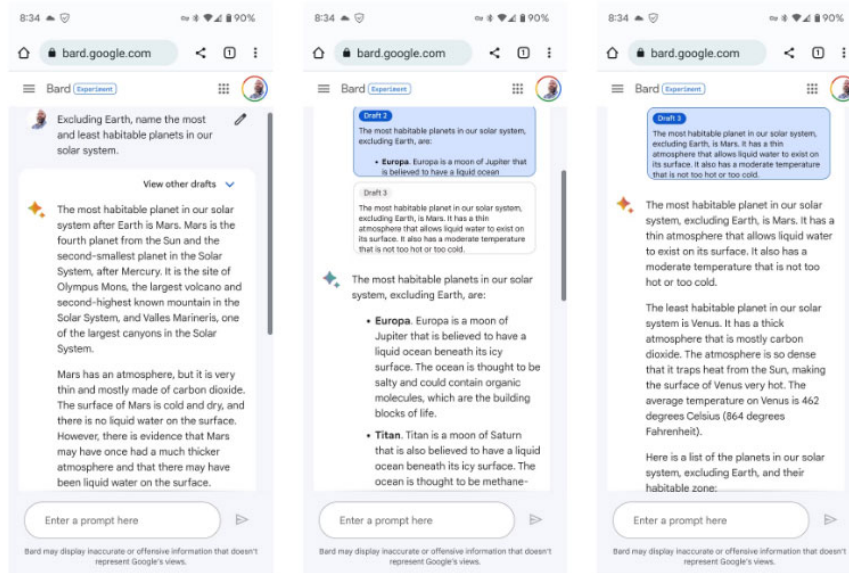 8:34
90%
bard.google.com
1
Bard Experiment
Excluding Earth, name the most
and least habitable planets in our
solar system.
View other drafts
The most habitable planet in our solar
system after Earth is Mars. Mars is the
fourth planet from the Sun and the
second-smallest planet in the Solar
System, after Mercury. It is the site of
Olympus Mons, the largest volcano and
second-highest known mountain in the
Solar System, and Valles Marineris, one
of the largest canyons in the Solar
System.
Mars has an atmosphere, but it is very
thin and mostly made of carbon dioxide.
The surface of Mars is cold and dry, and
there is no liquid water on the surface.
However, there is evidence that Mars
may have once had a much thicker
atmosphere and that there may have
been liquid water on the surface.
Enter a prompt here
Bard may display inaccurate or offensive information that doesn't
represent Google's views.
8:34
90%
bard.google.com
1
Bard Experiment
Draft 2
The most habitable planets in our solar system,
excluding Earth, are:
• Europa. Europa is a moon of Jupiter that
is believed to have a liquid ocean
Draft 3
The most habitable planet in our solar system,
excluding Earth, is Mars. It has a thin
atmosphere that allows liquid water to exist on
its surface. It also has a moderate temperature
that is not too hot or too cold.
The most habitable planets in our solar
system, excluding Earth, are:
• Europa. Europa is a moon of
Jupiter that is believed to have a
liquid ocean beneath its icy
surface. The ocean is thought to be
salty and could contain organic
molecules, which are the building
blocks of life.
• Titan. Titan is a moon of Saturn
that is also believed to have a liquid
ocean beneath its icy surface. The
ocean is thought to be methane-
Enter a prompt here
Bard may display inaccurate or offensive information that doesn't
represent Google's views.
8:34
90%
bard.google.com
1
Bard Experiment
Draft 3
The most habitable planet in our solar system,
excluding Earth, is Mars. It has a thin
atmosphere that allows liquid water to exist on
its surface. It also has a moderate temperature
that is not too hot or too cold.
The most habitable planet in our solar
system, excluding Earth, is Mars. It has a
thin atmosphere that allows liquid water
to exist on its surface. It also has a
moderate temperature that is not too
hot or too cold.
The least habitable planet in our solar
system is Venus. It has a thick
atmosphere that is mostly carbon
dioxide. The atmosphere is so dense
that it traps heat from the Sun, making
the surface of Venus very hot. The
average temperature on Venus is 462
degrees Celsius (864 degrees
Fahrenheit).
Here is a list of the planets in our solar
system, excluding Earth, and their
habitable zone:
Enter a prompt here
Bard may display inaccurate or offensive information that doesn't
represent Google's views.